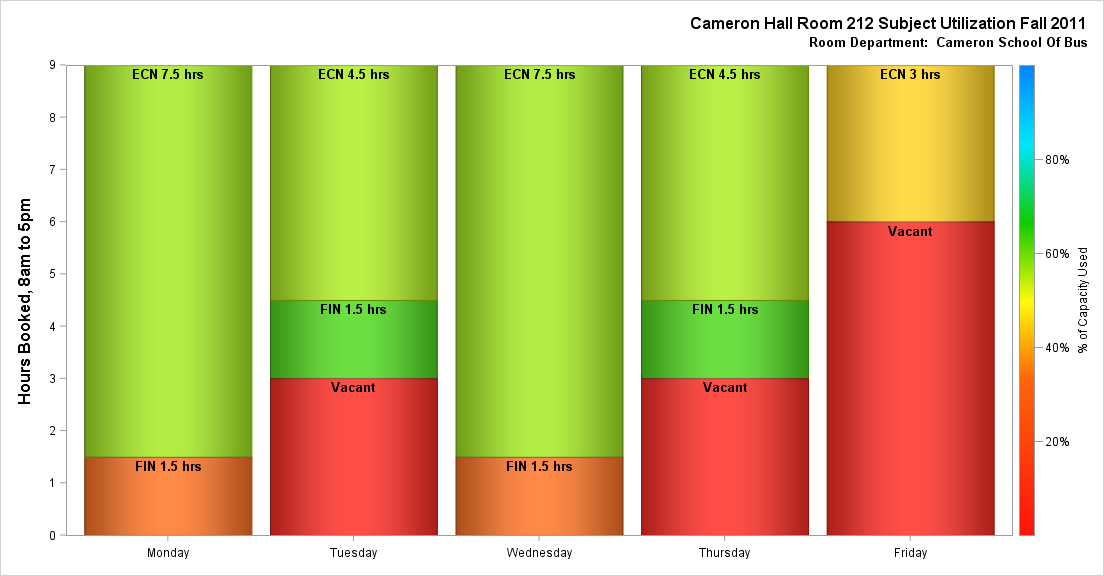 Cameron Hall Room 212 Subject Utilization Fall 2011
Room Department:  Cameron School Of Bus
Hours Booked, 8am to 5pm
9
8
7
6
5
4
3
2
1
0
ECN 7.5 hrs
FIN 1.5 hrs
ECN 4.5 hrs
FIN 1.5 hrs
Vacant
ECN 7.5 hrs
FIN 1.5 hrs
ECN 4.5 hrs
FIN 1.5 hrs
Vacant
ECN 3 hrs
Vacant
Monday
Tuesday
Wednesday
Thursday
Friday
80%
60%
40%
20%
% of Capacity Used